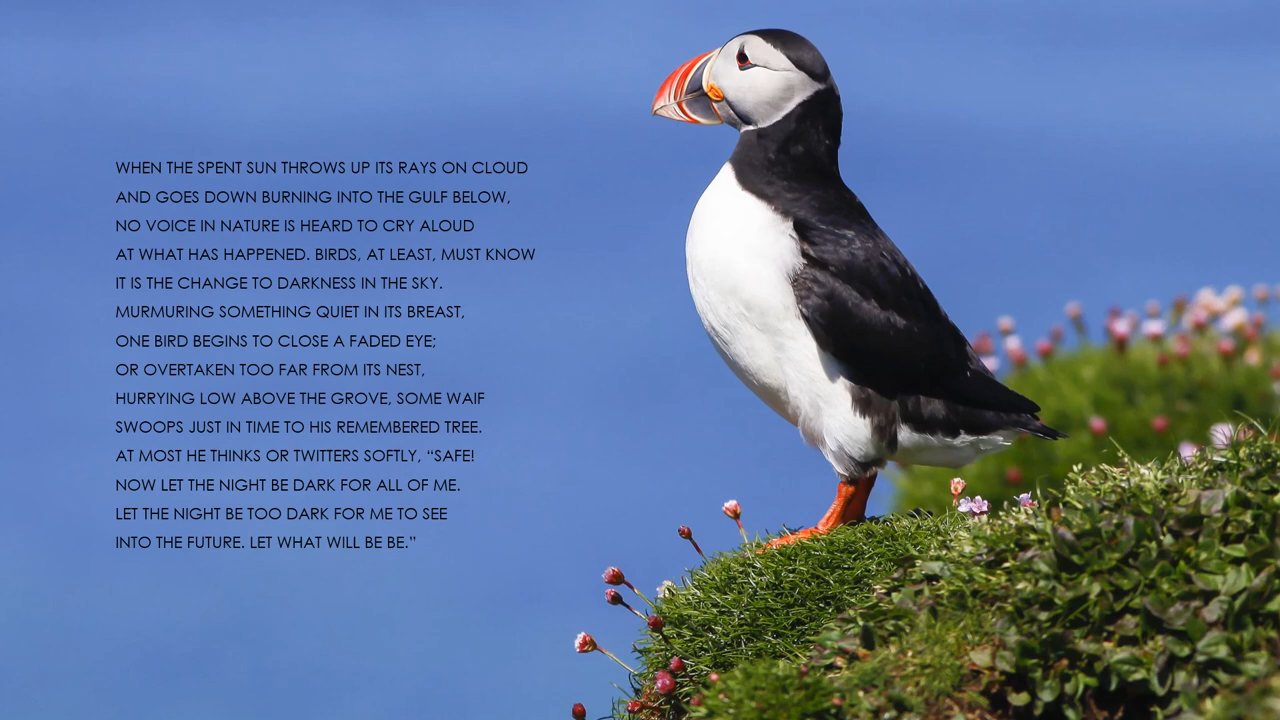 WHEN THE SPENT SUN THROWS UP ITS RAYS ON CLOUD
AND GOES DOWN BURNING INTO THE GULF BELOW,
NO VOICE IN NATURE IS HEARD TO CRY ALOUD
AT WHAT HAS HAPPENED. BIRDS, AT LEAST, MUST KNOW
IT IS THE CHANGE TO DARKNESS IN THE SKY.
MURMURING SOMETHING QUIET IN ITS BREAST,
ONE BIRD BEGINS TO CLOSE A FADED EYE;
OR OVERTAKEN TOO FAR FROM ITS NEST,
HURRYING LOW ABOVE THE GROVE, SOME WAIF
SWOOPS JUST IN TIME TO HIS REMEMBERED TREE.
AT MOST HE THINKS OR TWITTERS SOFTLY, “SAFE!
NOW LET THE NIGHT BE DARK FOR ALL OF ME.
LET THE NIGHT BE TOO DARK FOR ME TO SEE
INTO THE FUTURE. LET WHAT WILL BE BE.”